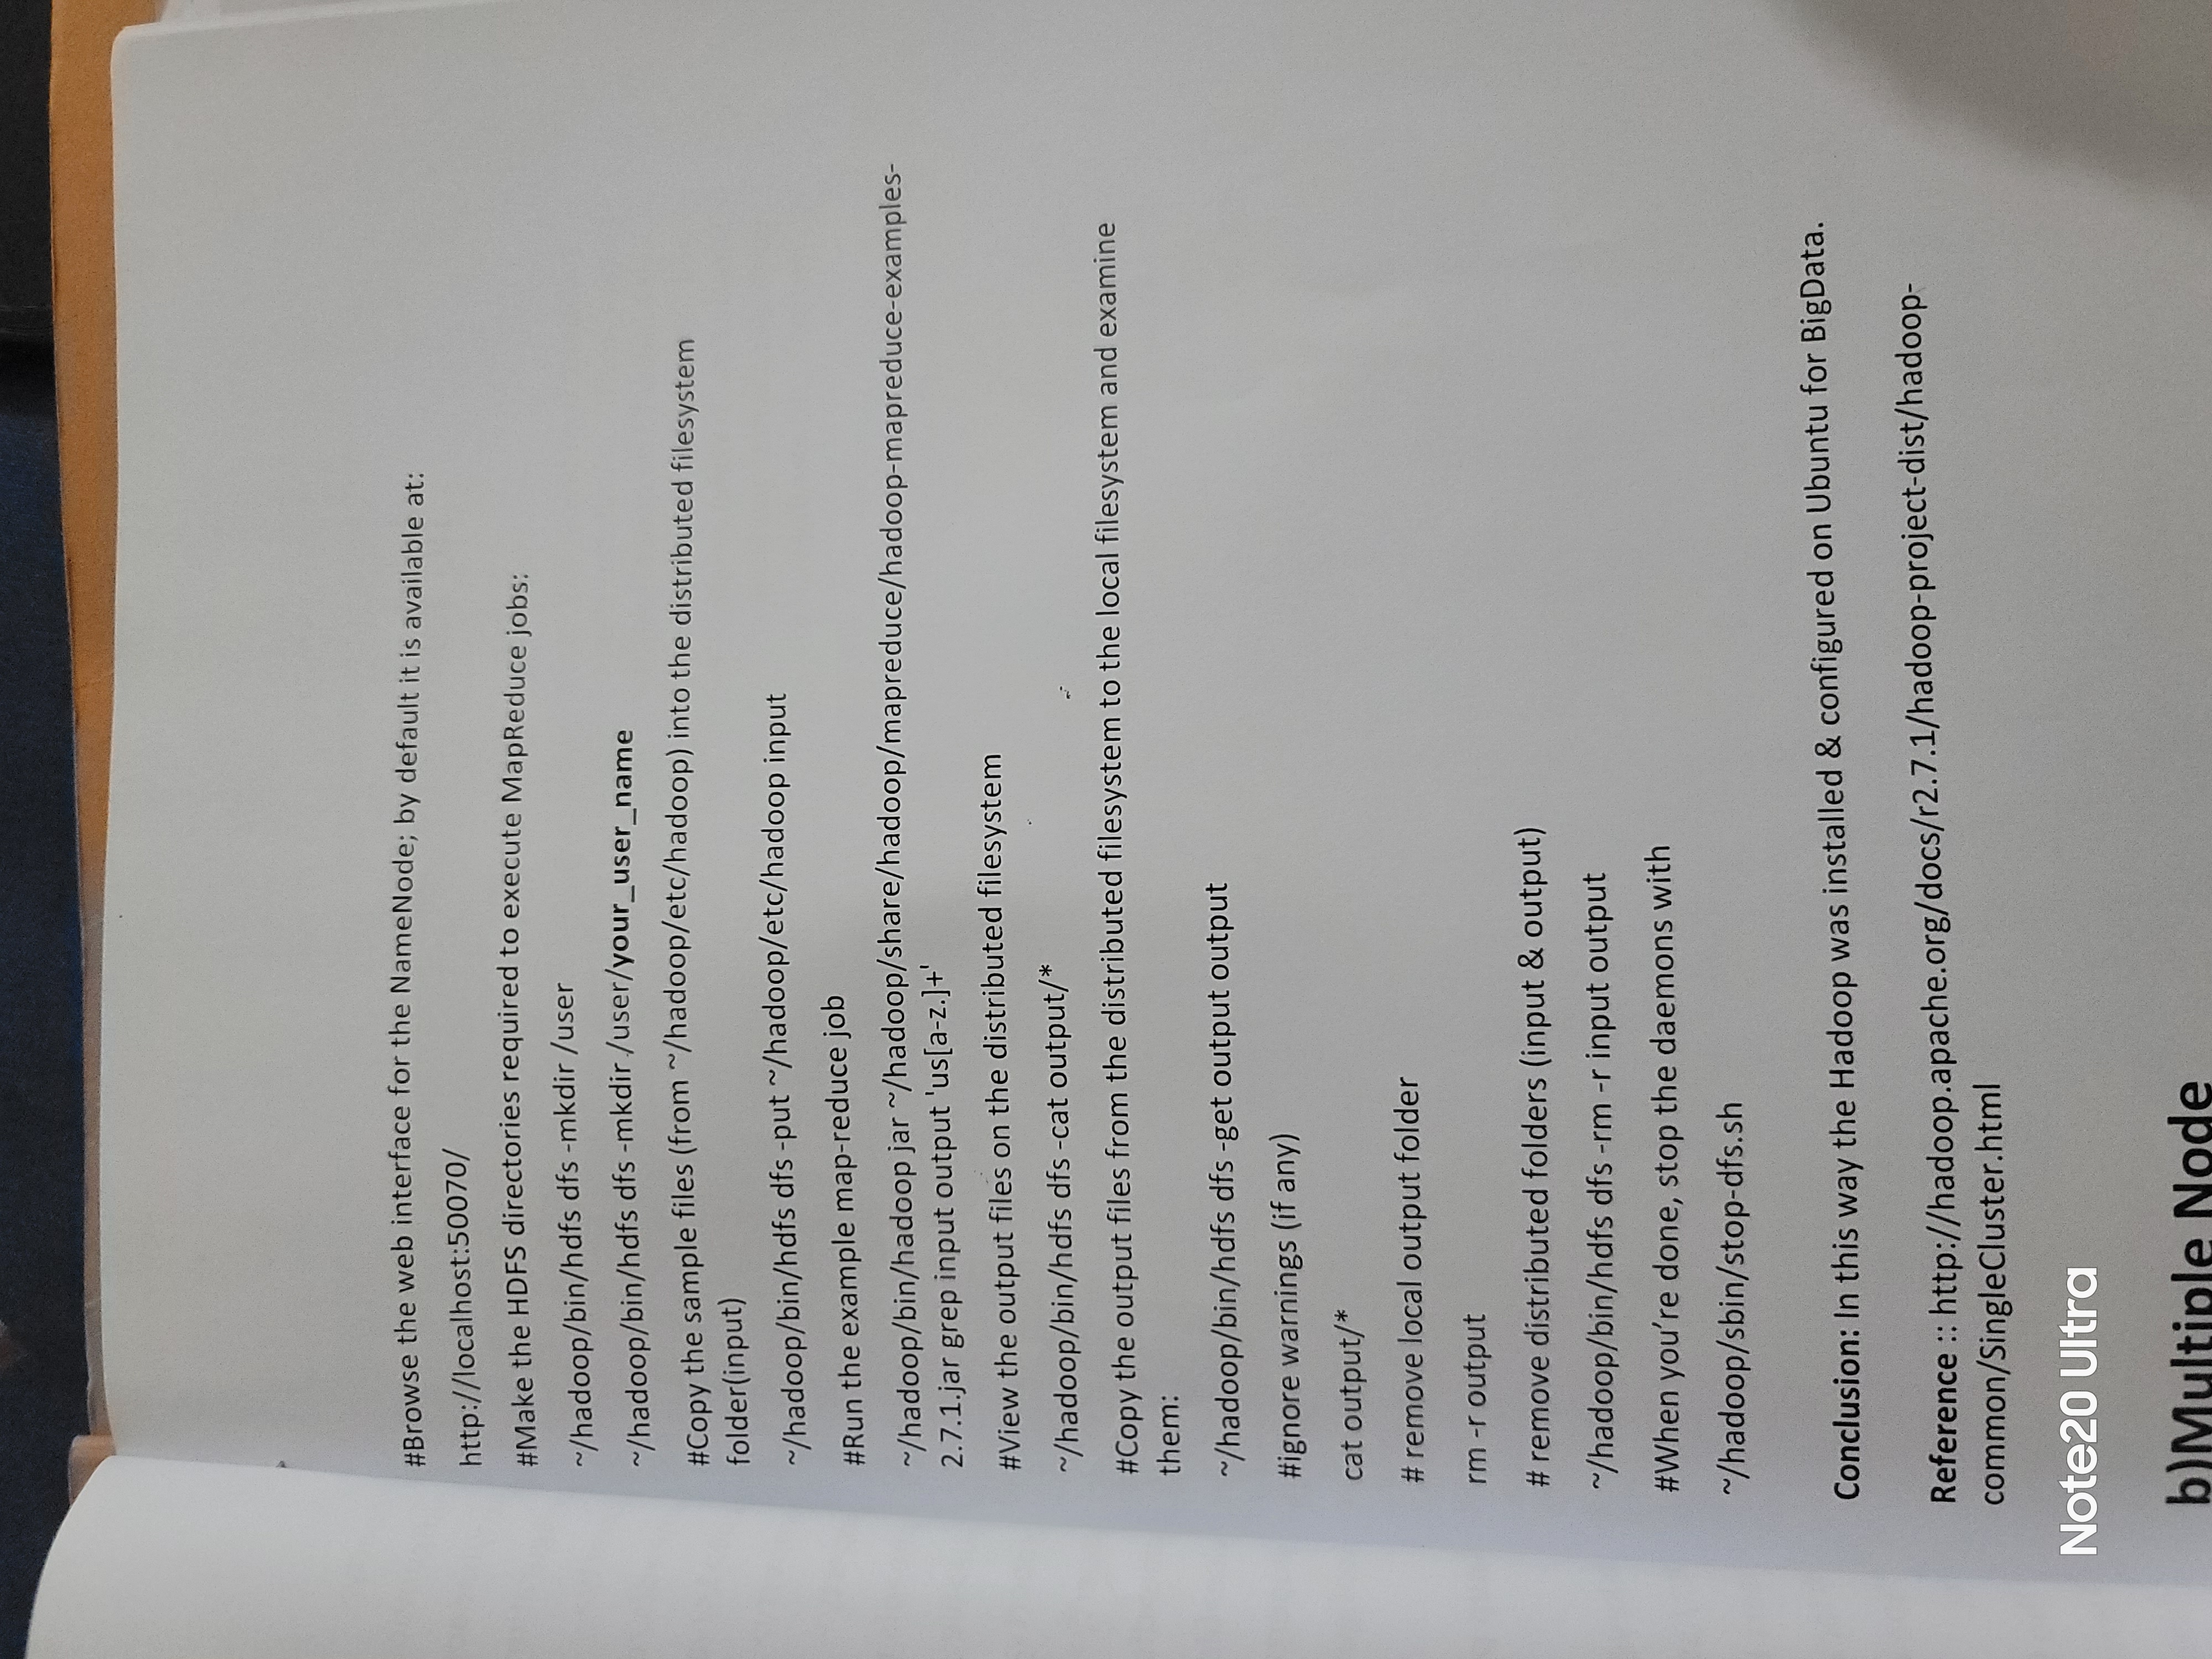 #Browse the web interface for the NameNode; by default it is available at:
http://localhost:50070/
#Make the HDFS directories required to execute MapReduce jobs:
~/hadoop/bin/hdfs dfs -mkdir /user
~/hadoop/bin/hdfs dfs -mkdir /user/your_user_name
#Copy the sample files (from ~/hadoop/etc/hadoop) into the distributed filesystem
folder(input)
~/hadoop/bin/hdfs dfs -put ~/hadoop/etc/hadoop input
#Run the example map-reduce job
~/hadoop/bin/hadoop jar ~/hadoop/share/hadoop/mapreduce/hadoop-mapreduce-examples-
2.7.1.jar grep input output 'us[a-z.]+'
#View the output files on the distributed filesystem
~/hadoop/bin/hdfs dfs -cat output/*
#Copy the output files from the distributed filesystem to the local filesystem and examine
them:
~/hadoop/bin/hdfs dfs -get output output
#ignore warnings (if any)
cat output/*
# remove local output folder
rm -r output
# remove distributed folders (input & output)
~/hadoop/bin/hdfs dfs -rm -r input output
#When you’re done, stop the daemons with
~/hadoop/sbin/stop-dfs.sh
Conclusion: In this way the Hadoop was installed & configured on Ubuntu for BigData.
Reference :: http://hadoop.apache.org/docs/r2.7.1/hadoop-project-dist/hadoop-
common/SingleCluster.html
Note20 Ultra
b)Multiple Node